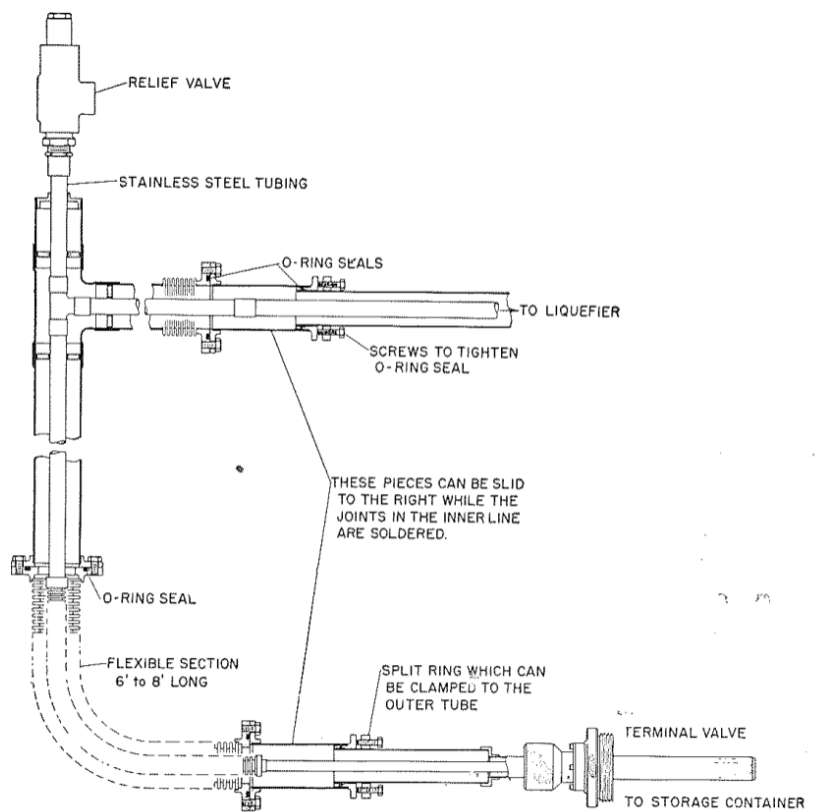 RELIEF VALVE
STAINLESS STEEL TUBING
O-RING SEALS
TO LIQUEFIER
SCREWS TO TIGHTEN
O-RING SEAL
THESE PIECES CAN BE SLID
TO THE RIGHT WHILE THE
JOINTS IN THE INNER LINE
ARE SOLDERED.
O-RING SEAL
FLEXIBLE SECTION
6' to 8' LONG
SPLIT RING WHICH CAN
BE CLAMPED TO THE
OUTER TUBE
TERMINAL VALVE
TO STORAGE CONTAINER